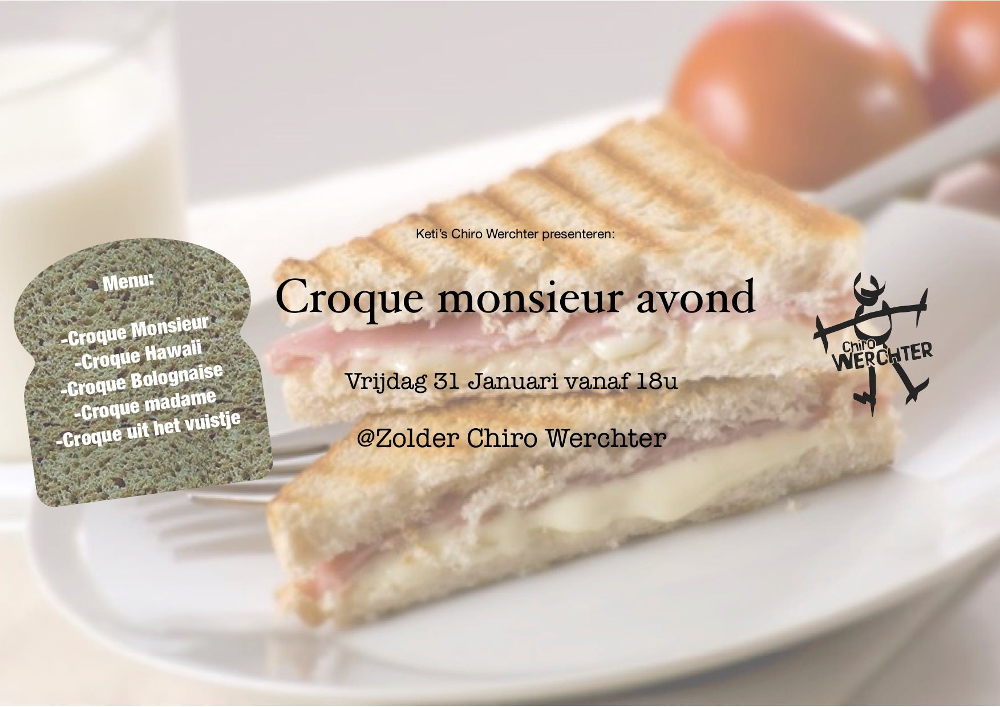 Keti’s Chiro Werchter presenteren:
Croque monsieur avond
Vrijdag 31 Januari vanaf 18u
@Zolder Chiro Werchter
Menu:
-Croque Monsieur
-Croque Hawaii
-Croque Bolognaise
-Croque madame
-Croque uit het vuistje
Chiro
WERCHTER